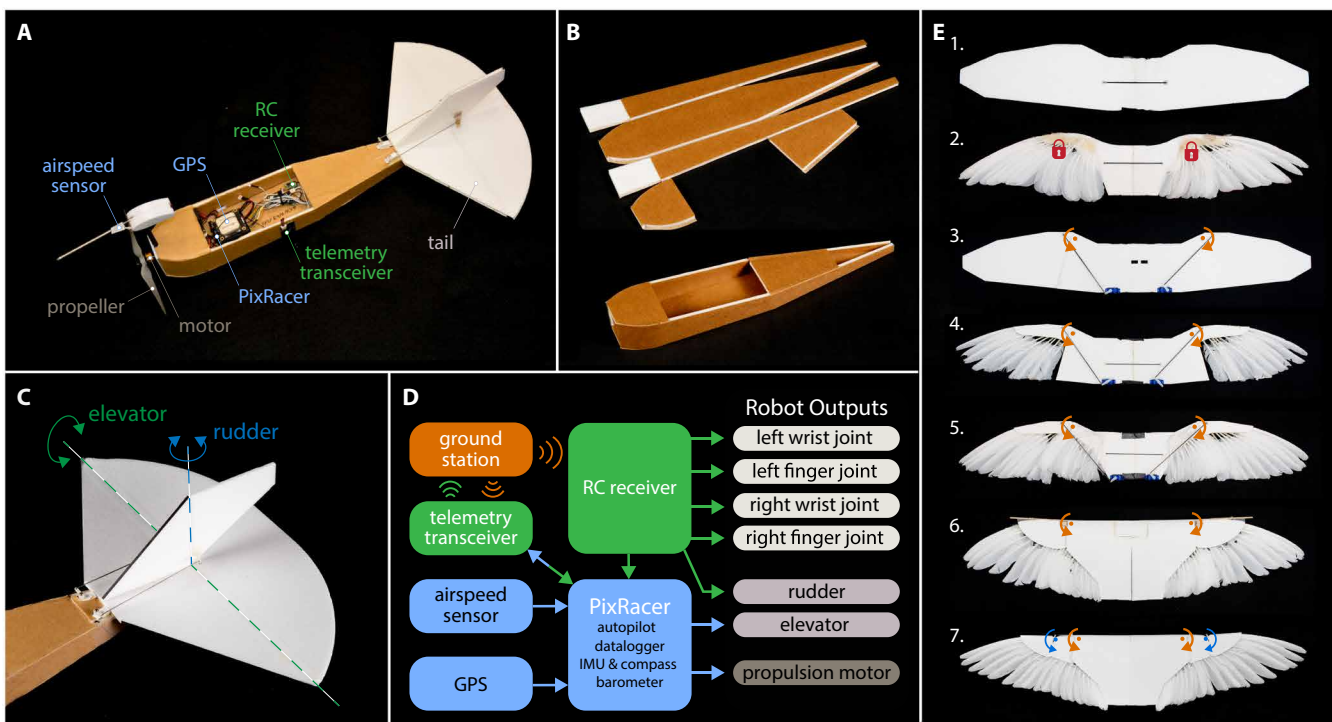 A
RC
receiver
GPS
airspeed
sensor
tail
telemetry
transceiver
PixRacer
propeller
motor
B
C
elevator
rudder
D
Robot Outputs
ground
station
RC receiver
left wrist joint
left finger joint
right wrist joint
right finger joint
telemetry
transceiver
airspeed
sensor
PixRacer
autopilot
datalogger
IMU & compass
barometer
rudder
elevator
GPS
propulsion motor
E
1.
2.
3.
4.
5.
6.
7.